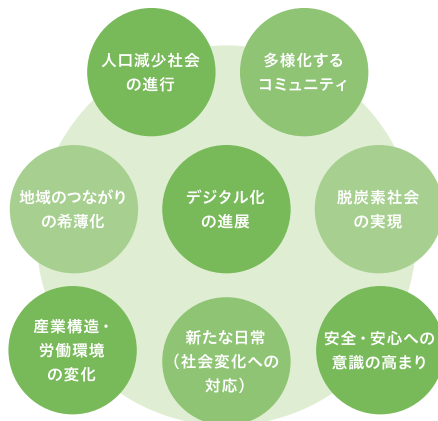 人口減少社会
の進行
多様化する
コミュニティ
地域のつながり
の希薄化
デジタル化
の進展
脱炭素社会
の実現
産業構造・
労働環境
の変化
新たな日常
（社会変化への
対応）
安全・安心への
意識の高まり